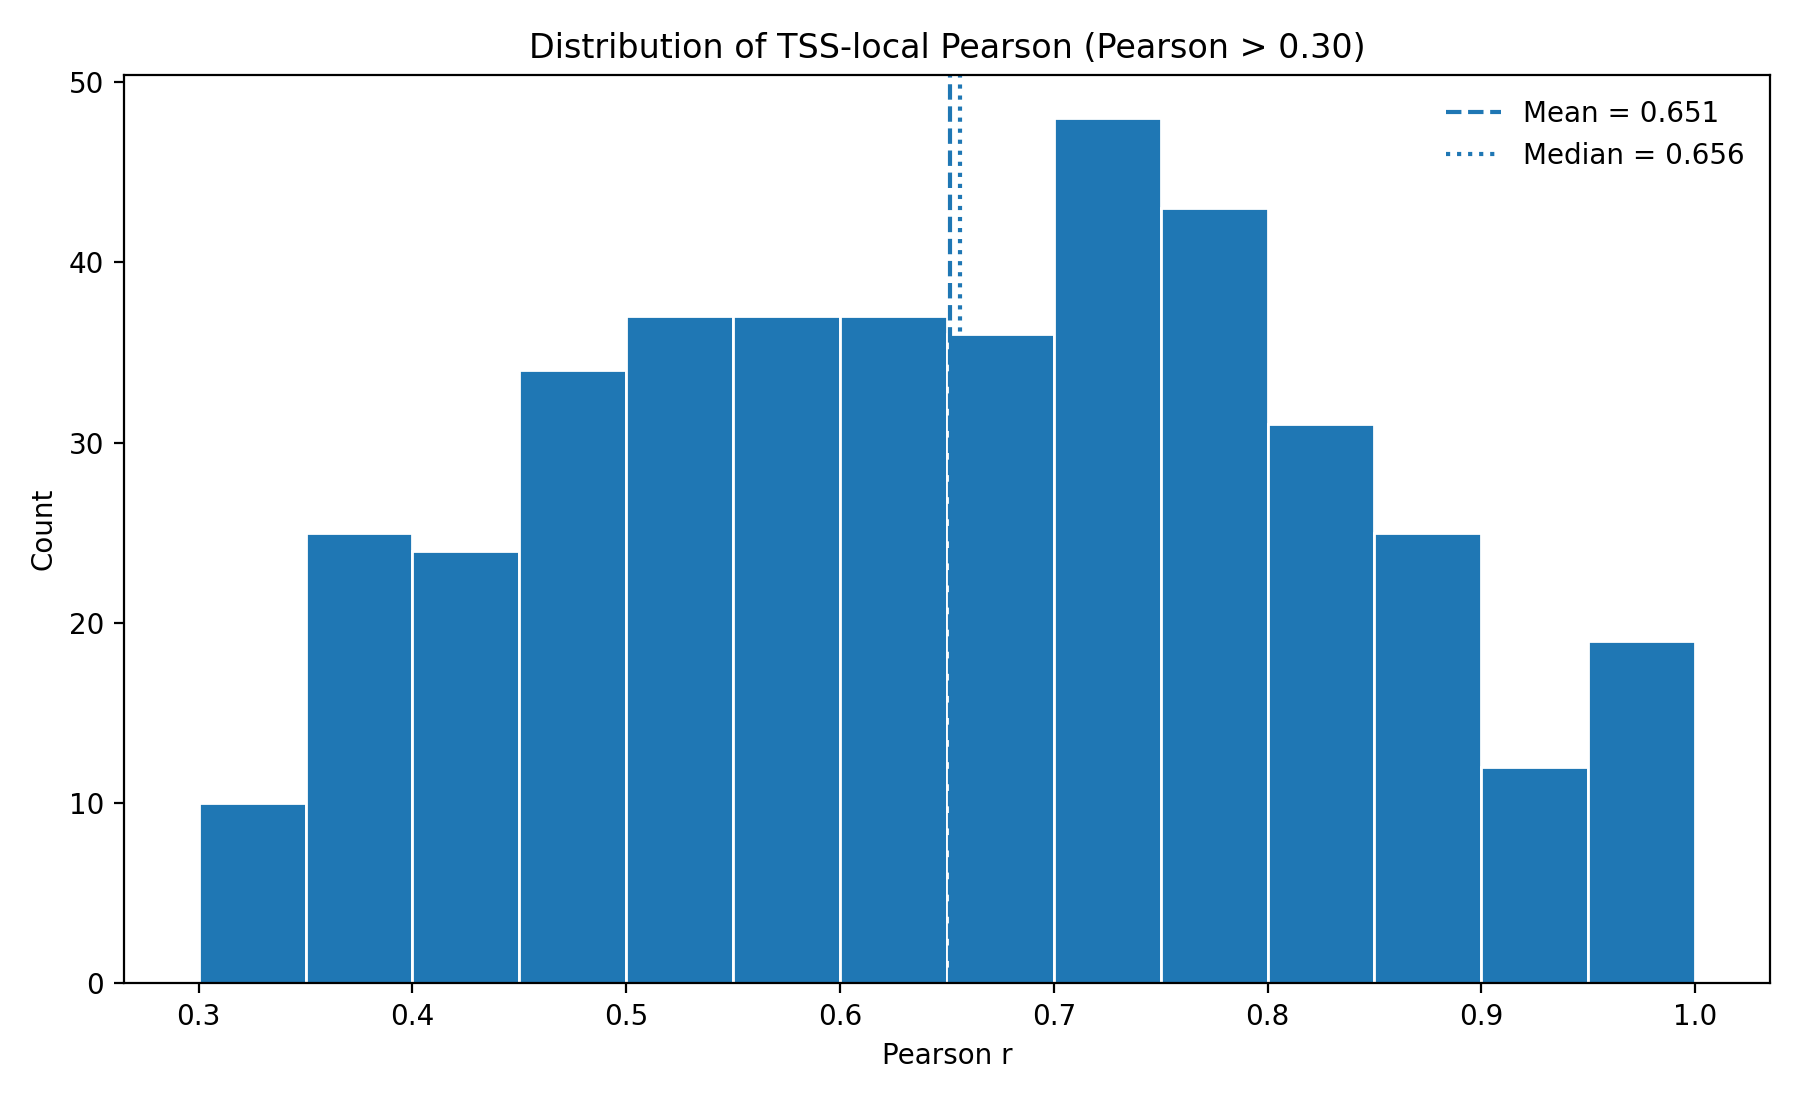 Distribution of TSS-local Pearson (Pearson > 0.30)
Mean = 0.651
Median = 0.656
50
40
30
20
10
0
Count
0.3 0.4 0.5 0.6 0.7 0.8 0.9 1.0
Pearson r